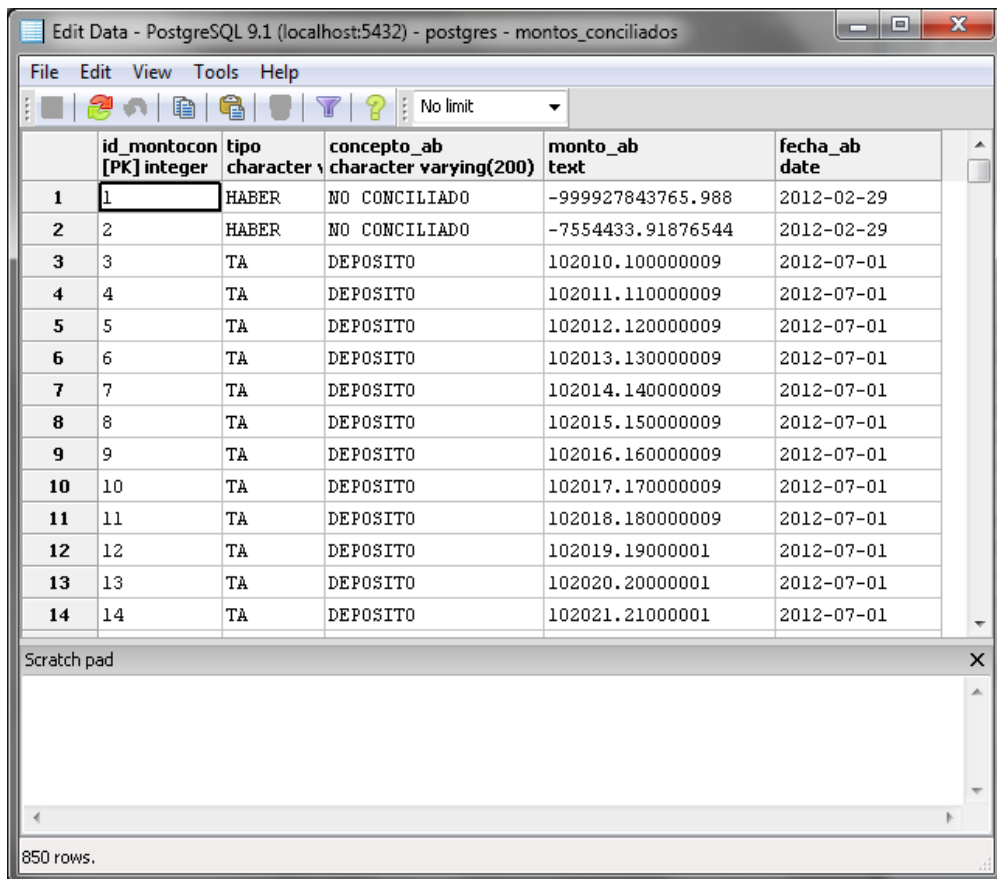 Edit Data - PostgreSQL 9.1 (localhost:5432) - postgres - montos_conciliados
File Edit View Tools Help
No limit
id_montocon tipo concepto_ab monto_ab fecha_ab
[PK] integer character v character varying(200) text date
1 1 HABER NO CONCILIADO -999927843765.988 2012-02-29
2 2 HABER NO CONCILIADO -7554433.91876544 2012-02-29
3 3 TA DEPOSITO 102010.100000009 2012-07-01
4 4 TA DEPOSITO 102011.110000009 2012-07-01
5 5 TA DEPOSITO 102012.120000009 2012-07-01
6 6 TA DEPOSITO 102013.130000009 2012-07-01
7 7 TA DEPOSITO 102014.140000009 2012-07-01
8 8 TA DEPOSITO 102015.150000009 2012-07-01
9 9 TA DEPOSITO 102016.160000009 2012-07-01
10 10 TA DEPOSITO 102017.170000009 2012-07-01
11 11 TA DEPOSITO 102018.180000009 2012-07-01
12 12 TA DEPOSITO 102019.19000001 2012-07-01
13 13 TA DEPOSITO 102020.20000001 2012-07-01
14 14 TA DEPOSITO 102021.21000001 2012-07-01
Scratch pad
850 rows.